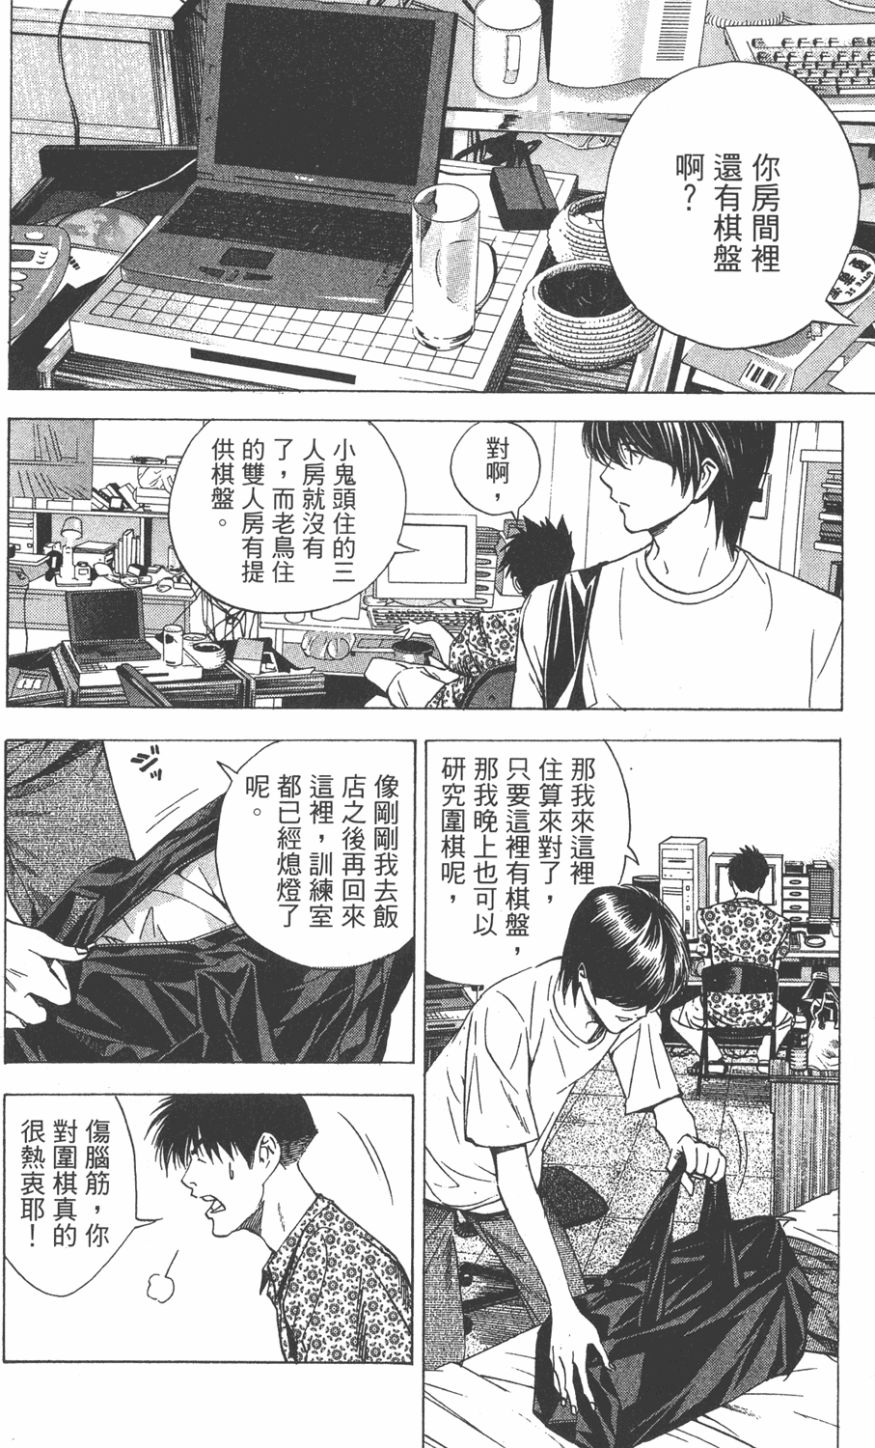 你房間裡
還有棋盤
啊？
對啊，
小鬼頭住的三
人房就沒有
了，而老鳥住
的雙人房有提
供棋盤。
那我來這裡
住算來對了，
只要這裡有棋盤，
那我晚上也可以
研究圍棋呢，
像剛剛我去飯
店之後再回來
這裡，訓練室
都已經熄燈了
呢。
傷腦筋，你
對圍棋真的
很熱衷耶！